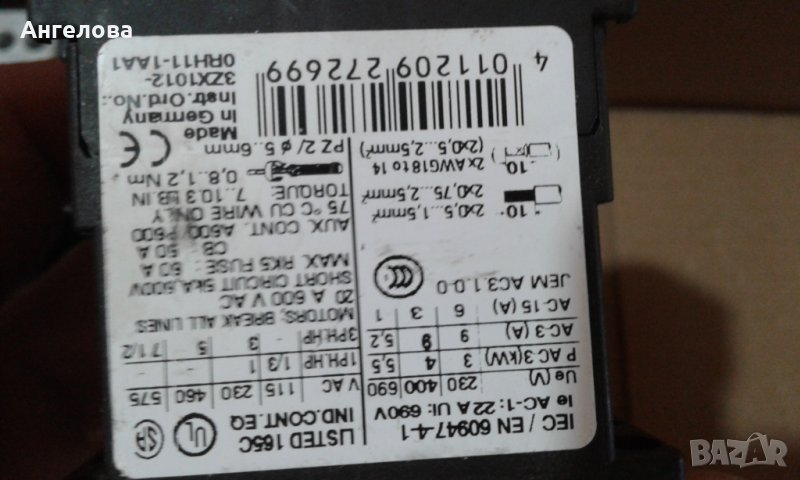 Ангелова
IEC / EN 60947-4-1
Ie AC-1: 22 A Ui: 690V
Ue (V) 230 400 690
P AC 3(kW) 3 4 5,5
AC 3 (A) 9 9 5,2
AC-15 (A) 6 3 1
JEM AC3 1.0.0
CCC
10 2x0,5...1,5mm²
2x0,75...2,5mm²
10 2xAWG18 to 14
(2x0,5...2,5mm²)
LISTED 165C
IND.CONT.EQ
UL
SA
V AC 115 230 460 575
1PH.HP 1/3 1 - -
3PH.HP - 3 5 7 1/2
MOTORS; BREAK ALL LINES
20 A 600 V AC
SHORT CIRCUIT 5kA,600V
MAX. RK5 FUSE: 60 A
CB: 50 A
AUX. CONT. A600 P600
75 °C CU WIRE ONLY
TORQUE 7...10.3 LB IN
0,8...1,2 Nm
PZ 2/ ø 5...6mm
CE
Made
in Germany
Instr.Ord.No.:
3ZX1012-
0RH11-1AA1
4 011209 272699
BAZAR